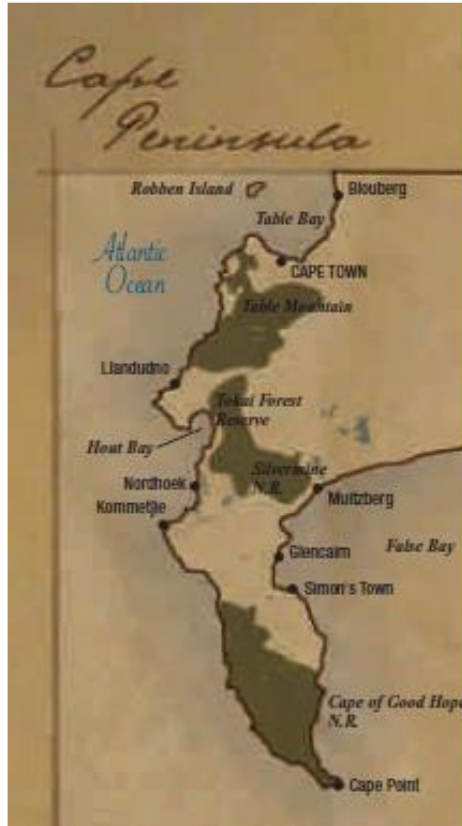 Cape
Peninsula
Robben Island
Blouberg
Table Bay
Atlantic
Ocean
CAPE TOWN
Table Mountain
Llandudno
Tokai Forest
Reserve
Hout Bay
Silvermine
N.R.
Nordhoek
Muitzberg
Kommetjie
False Bay
Glencairn
Simon's Town
Cape of Good Hope
N.R.
Cape Point